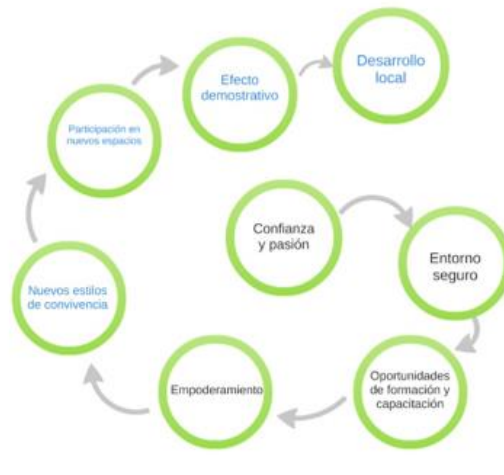 Confianza
y pasión
Entorno
seguro
Oportunidades
de formación y
capacitación
Empoderamiento
Nuevos estilos
de convivencia
Participación en
nuevos espacios
Efecto
demostrativo
Desarrollo
local